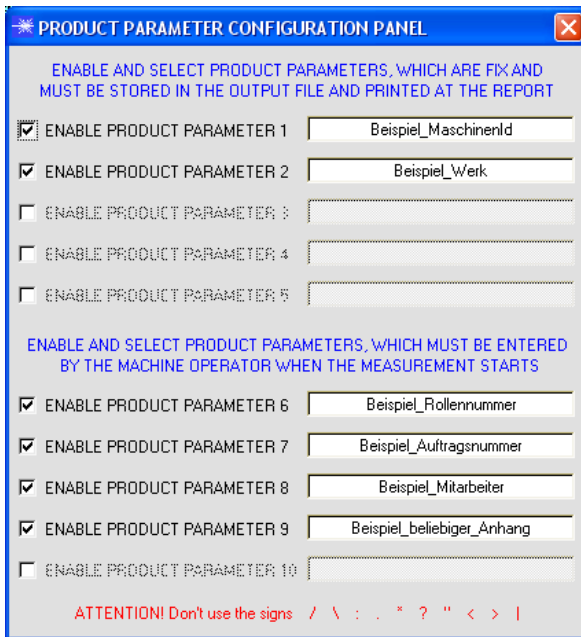 PRODUCT PARAMETER CONFIGURATION PANEL
ENABLE AND SELECT PRODUCT PARAMETERS, WHICH ARE FIX AND
MUST BE STORED IN THE OUTPUT FILE AND PRINTED AT THE REPORT
ENABLE PRODUCT PARAMETER 1 Beispiel_MaschinenId
ENABLE PRODUCT PARAMETER 2 Beispiel_Werk
ENABLE PRODUCT PARAMETER 3
ENABLE PRODUCT PARAMETER 4
ENABLE PRODUCT PARAMETER 5
ENABLE AND SELECT PRODUCT PARAMETERS, WHICH MUST BE ENTERED
BY THE MACHINE OPERATOR WHEN THE MEASUREMENT STARTS
ENABLE PRODUCT PARAMETER 6 Beispiel_Rollennummer
ENABLE PRODUCT PARAMETER 7 Beispiel_Auftragsnummer
ENABLE PRODUCT PARAMETER 8 Beispiel_Mitarbeiter
ENABLE PRODUCT PARAMETER 9 Beispiel_beliebiger_Anhang
ENABLE PRODUCT PARAMETER 10
ATTENTION! Don't use the signs / \ : . * ? " < > |